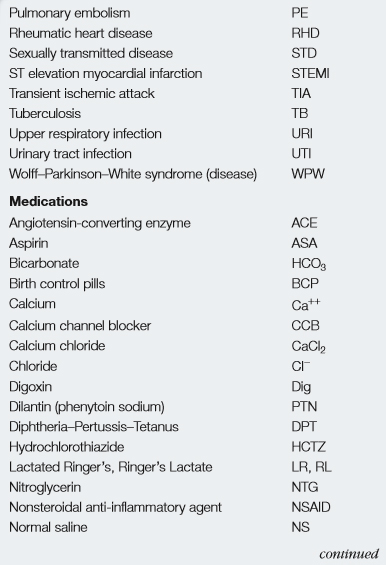 Pulmonary embolism PE
Rheumatic heart disease RHD
Sexually transmitted disease STD
ST elevation myocardial infarction STEMI
Transient ischemic attack TIA
Tuberculosis TB
Upper respiratory infection URI
Urinary tract infection UTI
Wolff–Parkinson–White syndrome (disease) WPW
Medications
Angiotensin-converting enzyme ACE
Aspirin ASA
Bicarbonate HCO₃
Birth control pills BCP
Calcium Ca⁺⁺
Calcium channel blocker CCB
Calcium chloride CaCl₂
Chloride Cl⁻
Digoxin Dig
Dilantin (phenytoin sodium) PTN
Diphtheria–Pertussis–Tetanus DPT
Hydrochlorothiazide HCTZ
Lactated Ringer's, Ringer's Lactate LR, RL
Nitroglycerin NTG
Nonsteroidal anti-inflammatory agent NSAID
Normal saline NS
continued